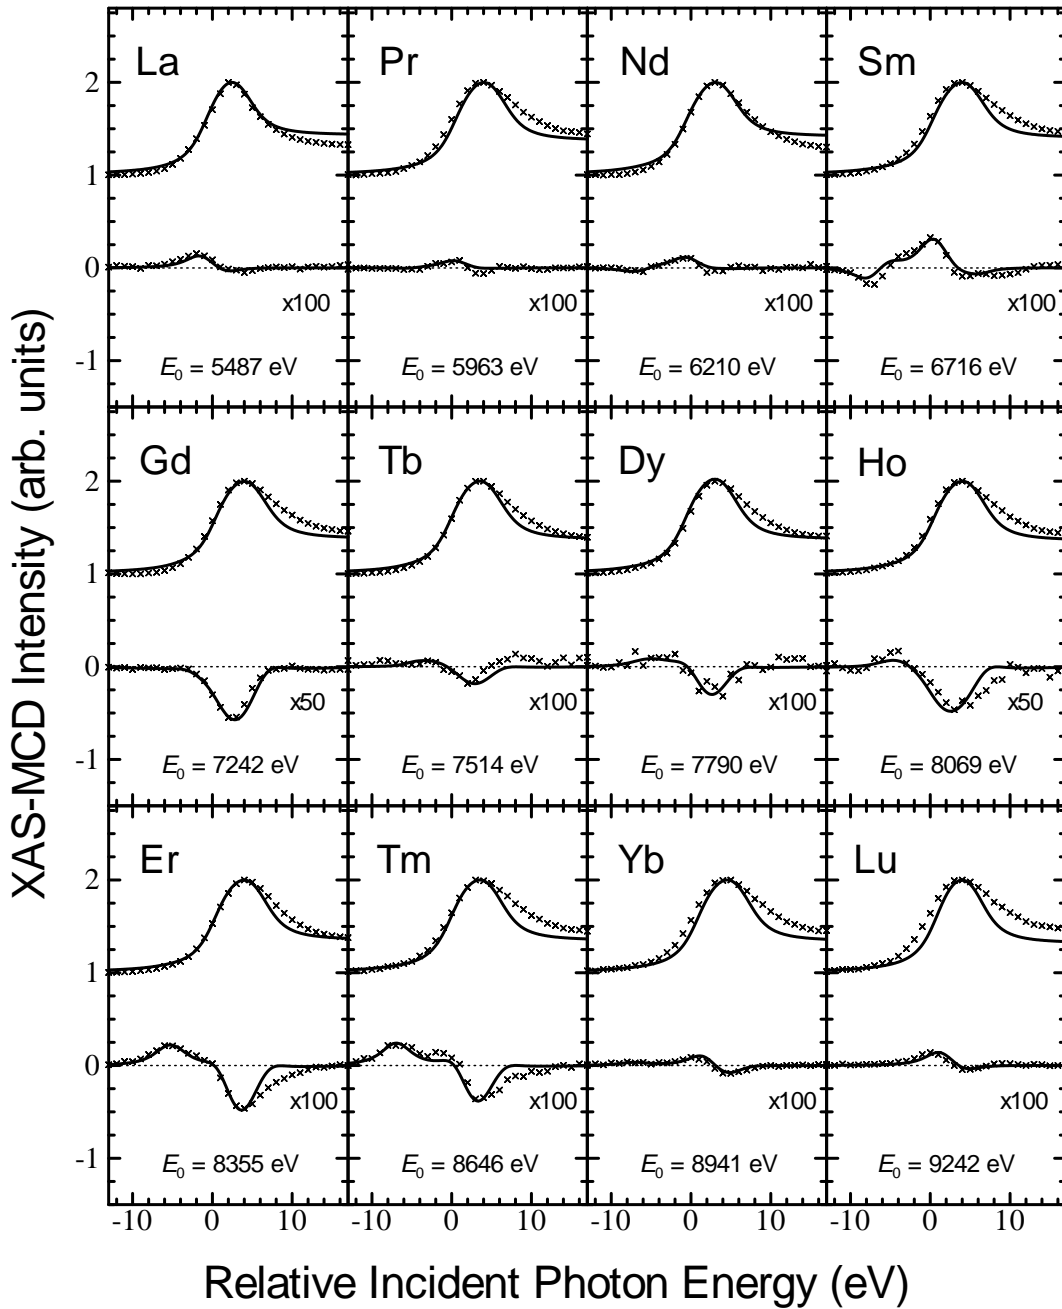 XAS-MCD Intensity (arb. units)
La Pr Nd Sm
2
1
0
x100 x100 x100 x100
-1
E0 = 5487 eV E0 = 5963 eV E0 = 6210 eV E0 = 6716 eV
Gd Tb Dy Ho
2
1
0
x50 x100 x100 x50
-1
E0 = 7242 eV E0 = 7514 eV E0 = 7790 eV E0 = 8069 eV
Er Tm Yb Lu
2
1
0
x100 x100 x100 x100
-1
E0 = 8355 eV E0 = 8646 eV E0 = 8941 eV E0 = 9242 eV
-10 0 10 -10 0 10 -10 0 10 -10 0 10
Relative Incident Photon Energy (eV)